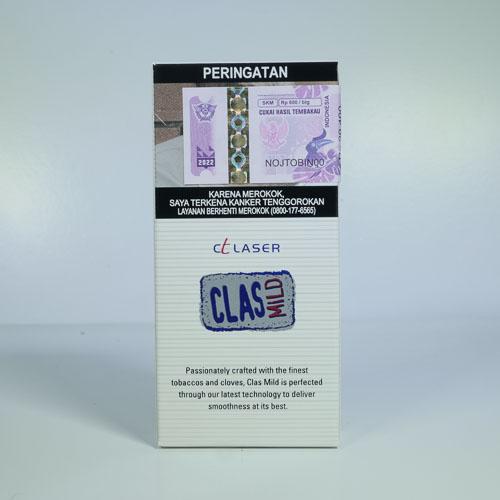 PERINGATAN
SKM Rp 600 / btg
CUKAI HASIL TEMBAKAU
INDONESIA
2022
NOJTOBIN00
KARENA MEROKOK,
SAYA TERKENA KANKER TENGGOROKAN
LAYANAN BERHENTI MEROKOK (0800-177-6565)
ct LASER
CLAS MILD
Passionately crafted with the finest
tobaccos and cloves, Clas Mild is perfected
through our latest technology to deliver
smoothness at its best.